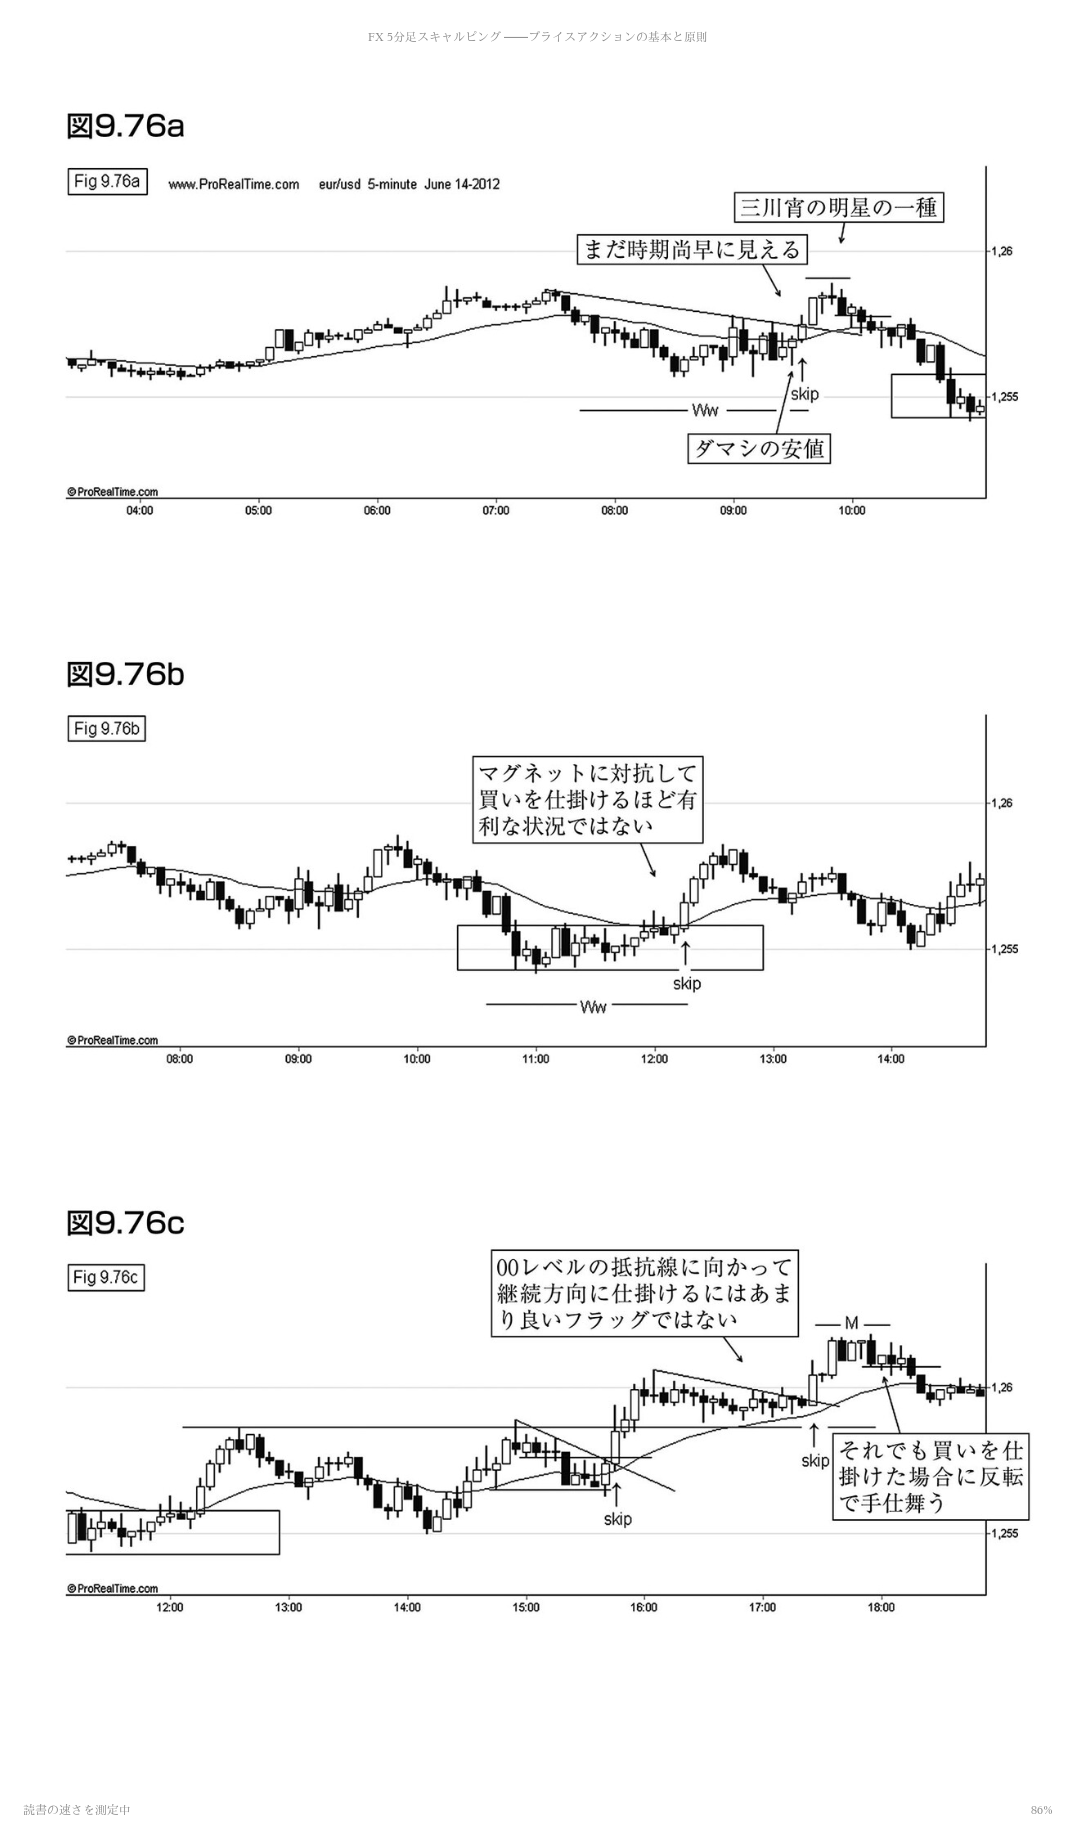 FX 5分足スキャルピング ――プライスアクションの基本と原則
図9.76a
Fig 9.76a
www.ProRealTime.com eur/usd 5-minute June 14-2012
三川宵の明星の一種
まだ時期尚早に見える
1,26
skip
1,255
Ww
ダマシの安値
©ProRealTime.com
04:00 05:00 06:00 07:00 08:00 09:00 10:00
図9.76b
Fig 9.76b
マグネットに対抗して
買いを仕掛けるほど有
利な状況ではない
1,26
1,255
skip
Ww
©ProRealTime.com
08:00 09:00 10:00 11:00 12:00 13:00 14:00
図9.76c
Fig 9.76c
00レベルの抵抗線に向かって
継続方向に仕掛けるにはあま
り良いフラッグではない
M
1,26
skip
それでも買いを仕
掛けた場合に反転
で手仕舞う
skip
1,255
©ProRealTime.com
12:00 13:00 14:00 15:00 16:00 17:00 18:00
読書の速さを測定中
86%